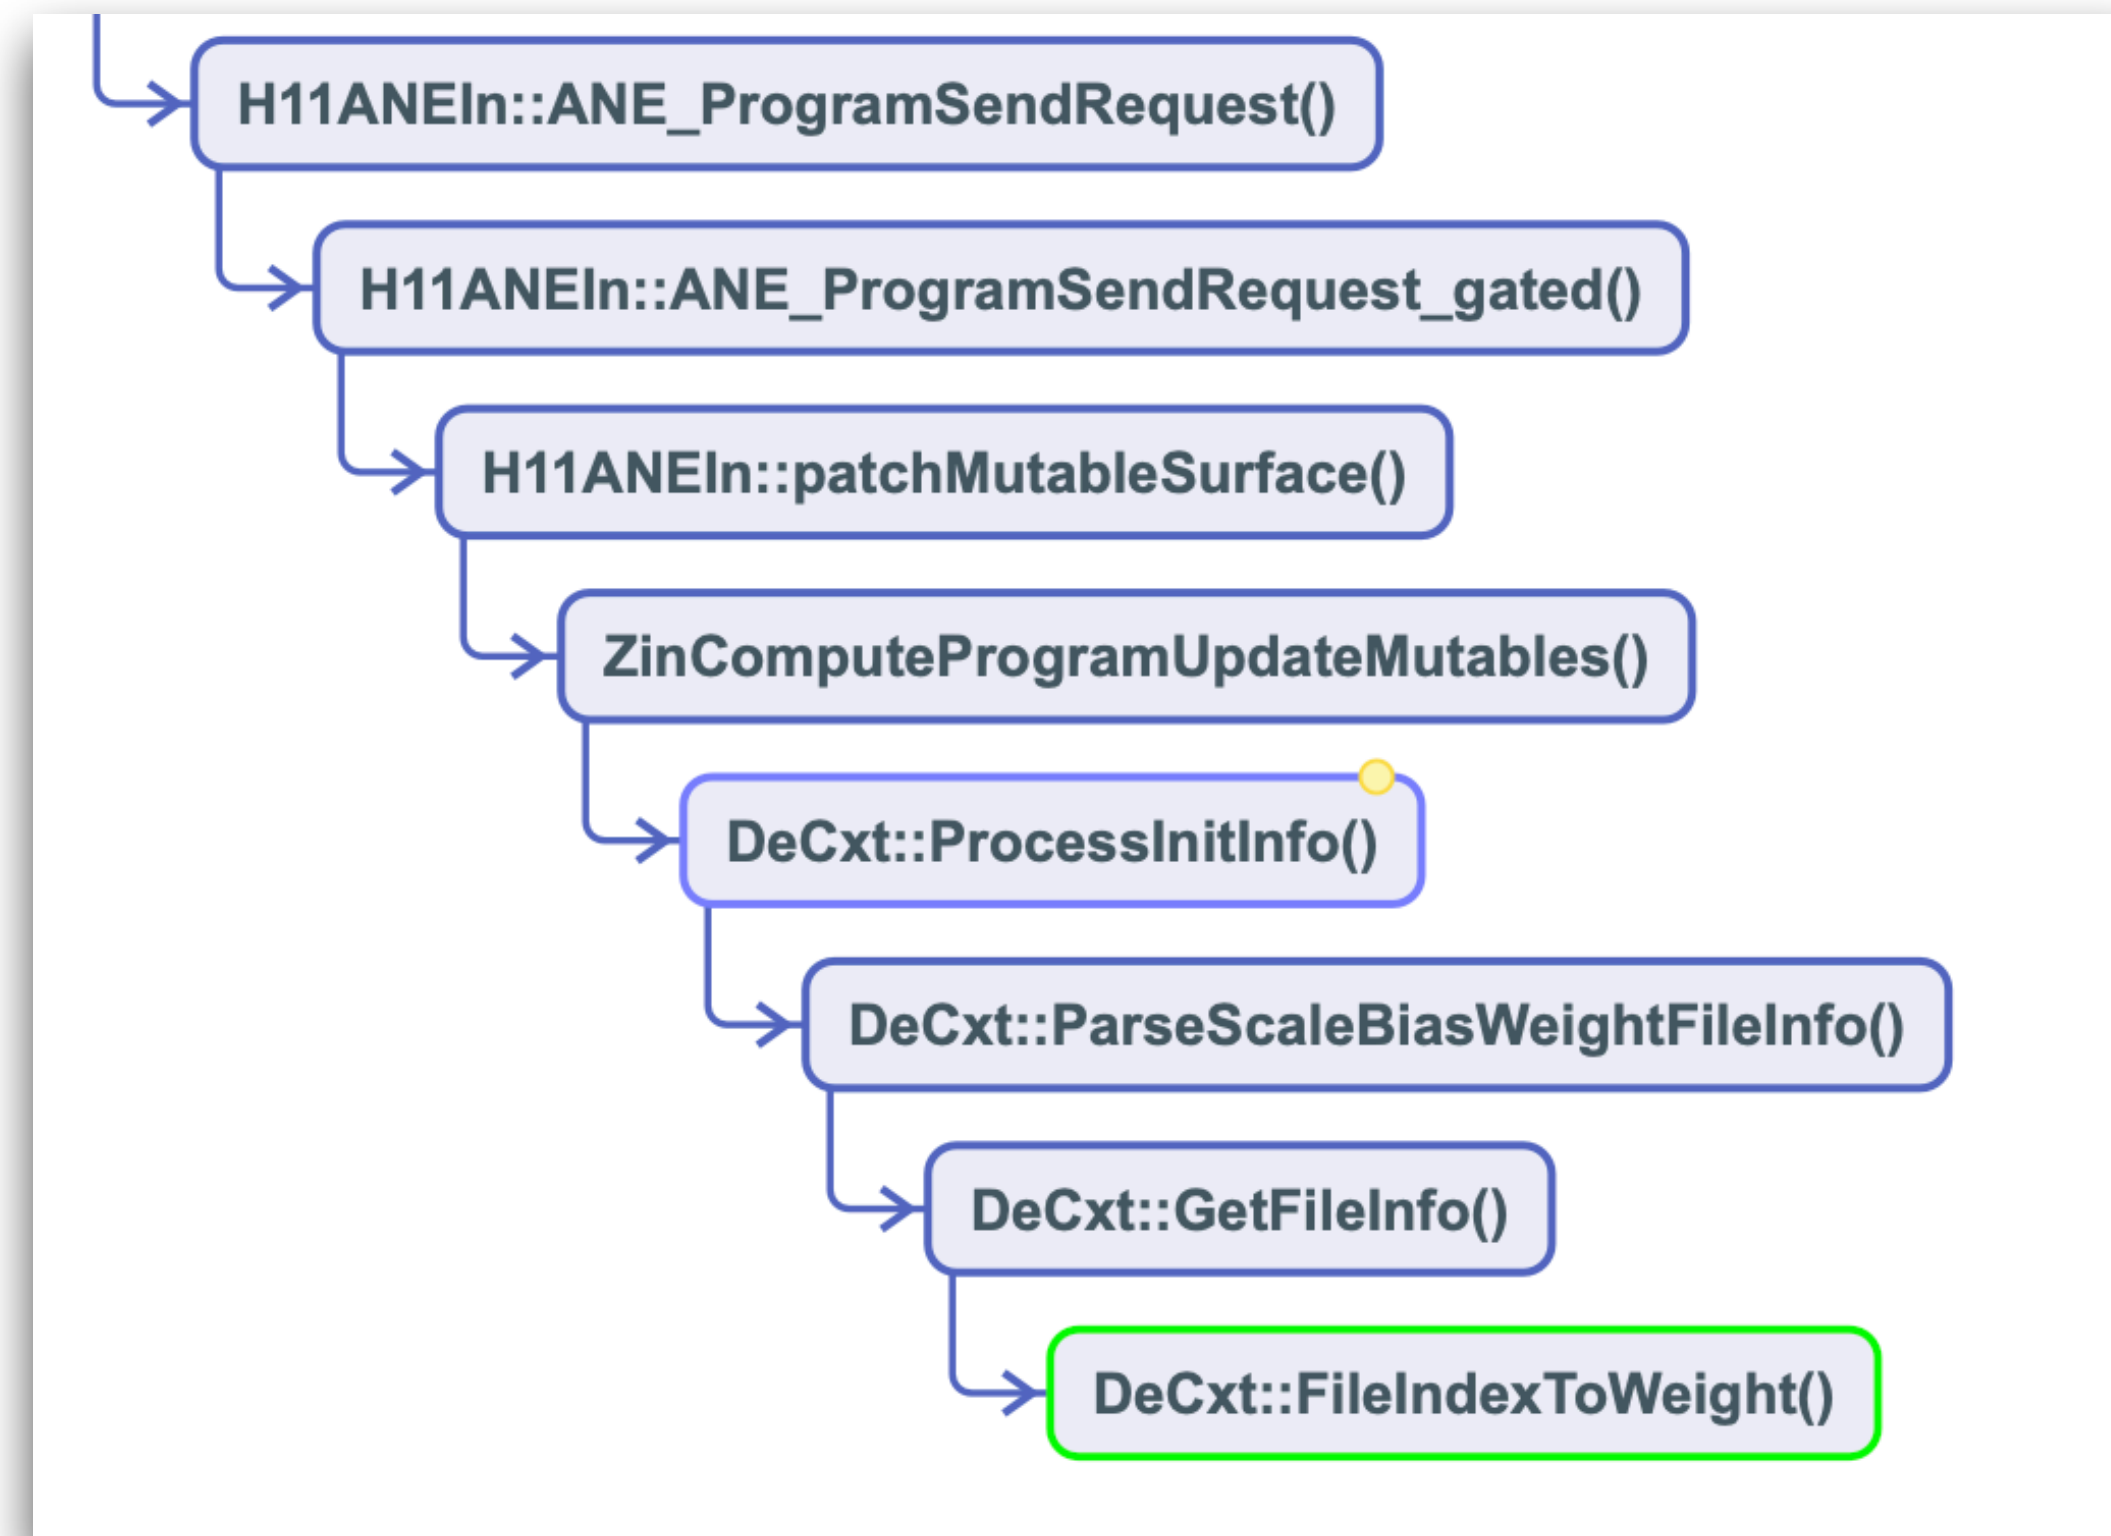 H11ANEIn::ANE_ProgramSendRequest()
H11ANEIn::ANE_ProgramSendRequest_gated()
H11ANEIn::patchMutableSurface()
ZinComputeProgramUpdateMutables()
DeCxt::ProcessInitInfo()
DeCxt::ParseScaleBiasWeightFileInfo()
DeCxt::GetFileInfo()
DeCxt::FileIndexToWeight()